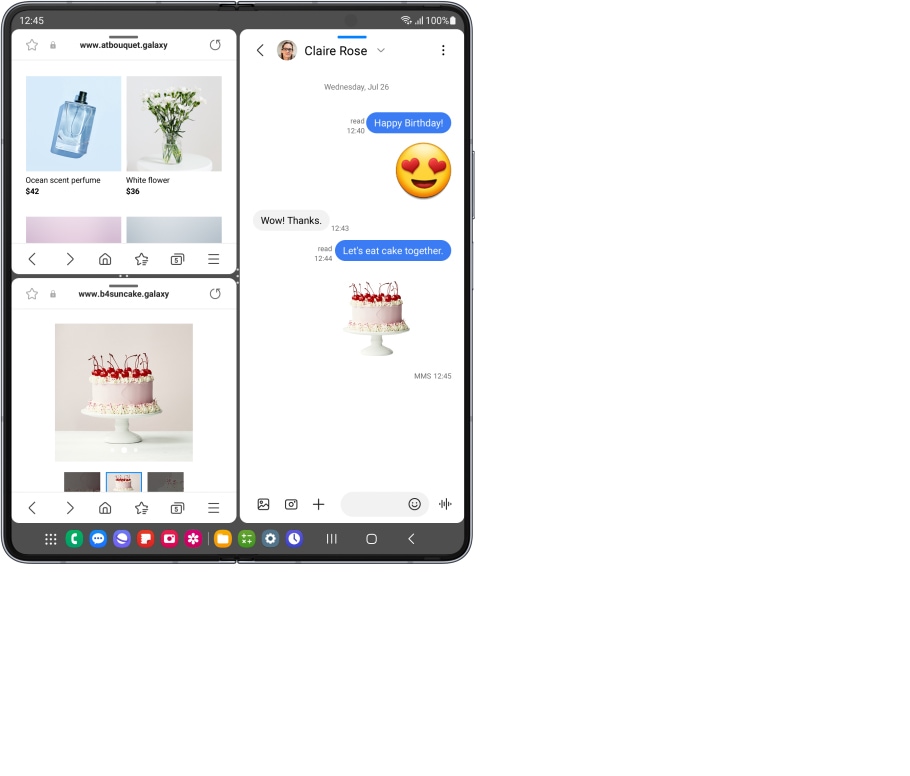 12:45
100%
www.atbouquet.galaxy
Ocean scent perfume
$42
White flower
$36
5
www.b4suncake.galaxy
5
Claire Rose
Wednesday, Jul 26
read
12:40
Happy Birthday!
Wow! Thanks.
12:43
read
12:44
Let's eat cake together.
MMS 12:45